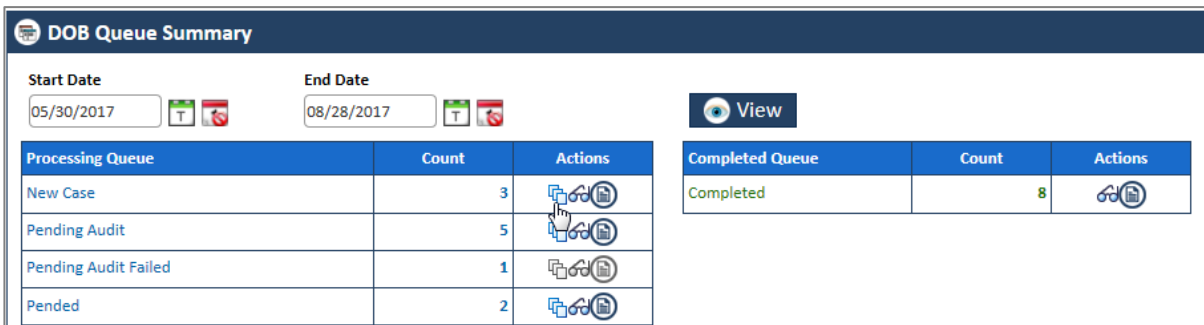 DOB Queue Summary
Start Date End Date
05/30/2017 T 08/28/2017 T View
Processing Queue Count Actions Completed Queue Count Actions
New Case 3 Completed 8
Pending Audit 5
Pending Audit Failed 1
Pended 2